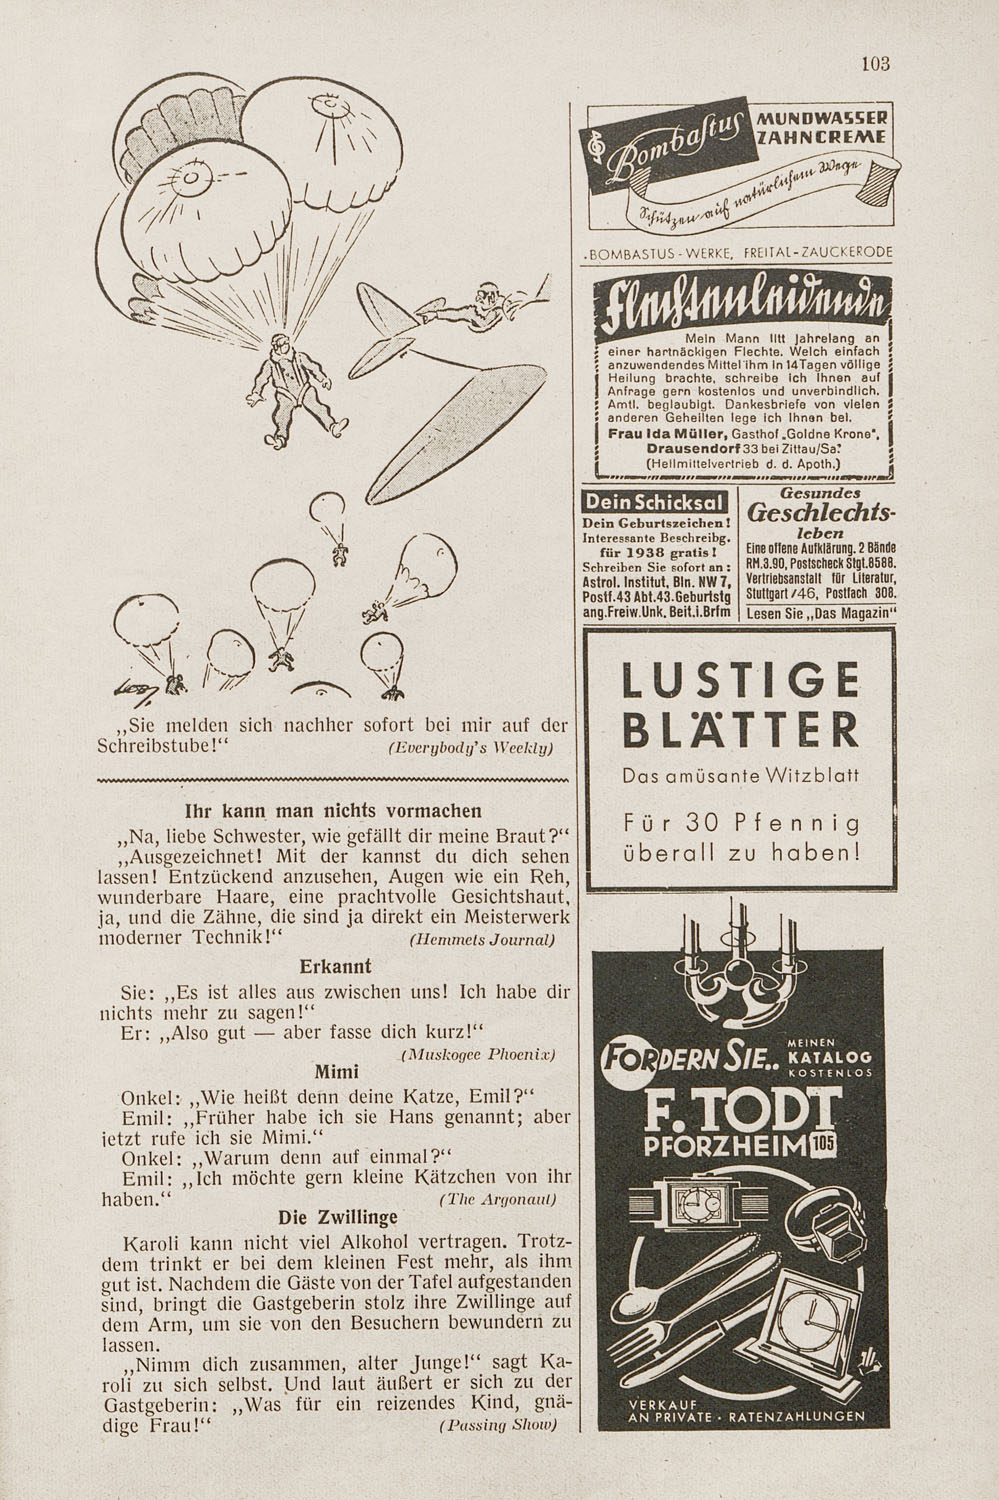 103
„Sie melden sich nachher sofort bei mir auf der
Schreibstube!“ (Everybody's Weekly)
Ihr kann man nichts vormachen
„Na, liebe Schwester, wie gefällt dir meine Braut?“
„Ausgezeichnet! Mit der kannst du dich sehen
lassen! Entzückend anzusehen, Augen wie ein Reh,
wunderbare Haare, eine prachtvolle Gesichtshaut,
ja, und die Zähne, die sind ja direkt ein Meisterwerk
moderner Technik!“ (Hemmets Journal)
Erkannt
Sie: „Es ist alles aus zwischen uns! Ich habe dir
nichts mehr zu sagen!“
Er: „Also gut — aber fasse dich kurz!“
(Muskogee Phoenix)
Mimi
Onkel: „Wie heißt denn deine Katze, Emil?“
Emil: „Früher habe ich sie Hans genannt; aber
jetzt rufe ich sie Mimi.“
Onkel: „Warum denn auf einmal?“
Emil: „Ich möchte gern kleine Kätzchen von ihr
haben.“ (The Argonaut)
Die Zwillinge
Karoli kann nicht viel Alkohol vertragen. Trotz-
dem trinkt er bei dem kleinen Fest mehr, als ihm
gut ist. Nachdem die Gäste von der Tafel aufgestanden
sind, bringt die Gastgeberin stolz ihre Zwillinge auf
dem Arm, um sie von den Besuchern bewundern zu
lassen.
„Nimm dich zusammen, alter Junge!“ sagt Ka-
roli zu sich selbst. Und laut äußert er sich zu der
Gastgeberin: „Was für ein reizendes Kind, gnä-
dige Frau!“ (Passing Show)
Bombastus
MUNDWASSER
ZAHNCREME
Schützen auf natürlichem Wege
BOMBASTUS-WERKE, FREITAL-ZAUCKERODE
Flechtenleidende
Mein Mann litt jahrelang an
einer hartnäckigen Flechte. Welch einfach
anzuwendendes Mittel ihm in 14 Tagen völlige
Heilung brachte, schreibe ich Ihnen auf
Anfrage gern kostenlos und unverbindlich.
Amtl. beglaubigt. Dankesbriefe von vielen
anderen Geheilten lege ich Ihnen bei.
Frau Ida Müller, Gasthof „Goldne Krone“,
Drausendorf 33 bei Zittau/Sa.
(Heilmittelvertrieb d. d. Apoth.)
Dein Schicksal
Dein Geburtszeichen!
Interessante Beschreibg.
für 1938 gratis!
Schreiben Sie sofort an:
Astrol. Institut, Bln. NW 7,
Postf. 43 Abt. 43. Geburtstg
ang. Freiw. Unk. Beit. i. Brfm
Gesundes
Geschlechts-
leben
Eine offene Aufklärung. 2 Bände
RM. 3.90, Postscheck Stgt. 8588.
Vertriebsanstalt für Literatur,
Stuttgart /46, Postfach 308.
Lesen Sie „Das Magazin“
LUSTIGE
BLÄTTER
Das amüsante Witzblatt
Für 30 Pfennig
überall zu haben!
FORDERN SIE.. MEINEN
KATALOG
KOSTENLOS
F. TODT
PFORZHEIM 105
VERKAUF
AN PRIVATE · RATENZAHLUNGEN